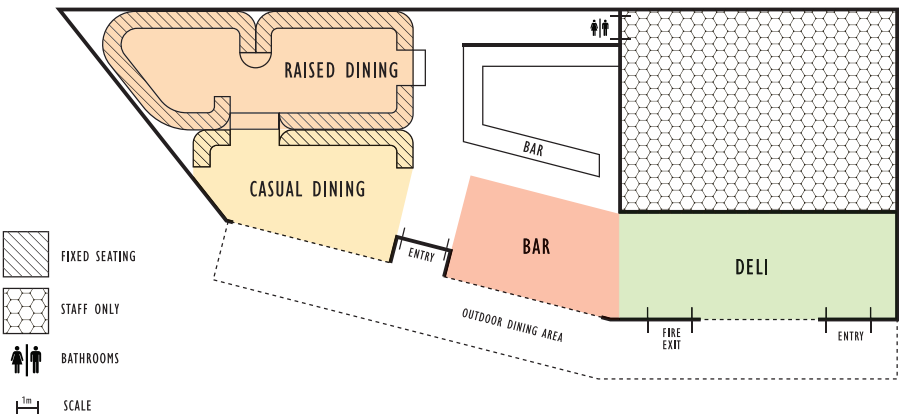 RAISED DINING
BAR
CASUAL DINING
BAR
DELI
ENTRY
FIXED SEATING
OUTDOOR DINING AREA
FIRE
EXIT
ENTRY
STAFF ONLY
BATHROOMS
1m
SCALE